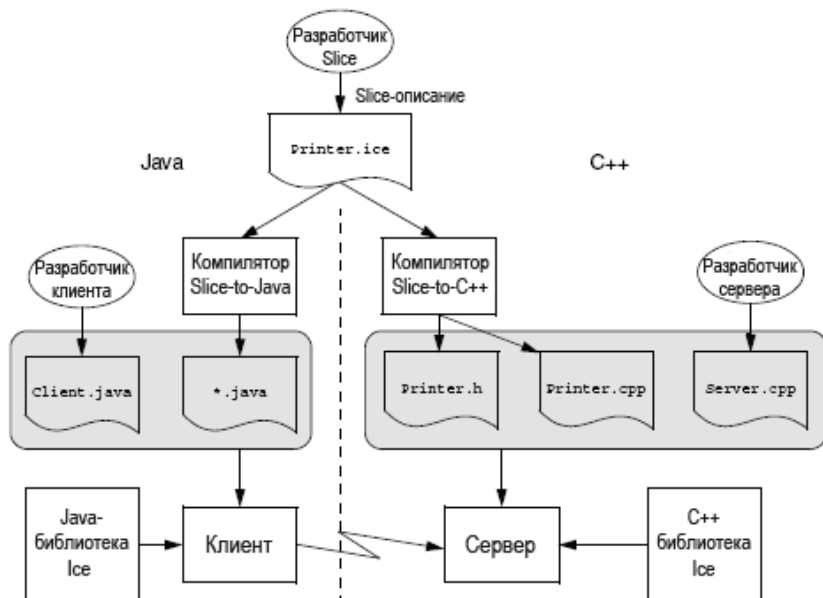 Разработчик
Slice
Slice-описание
Printer.ice
Java
C++
Разработчик
клиента
Компилятор
Slice-to-Java
Компилятор
Slice-to-C++
Разработчик
сервера
Client.java
*.java
Printer.h
Printer.cpp
Server.cpp
Java-
библиотека
Ice
Клиент
Сервер
C++
библиотека
Ice